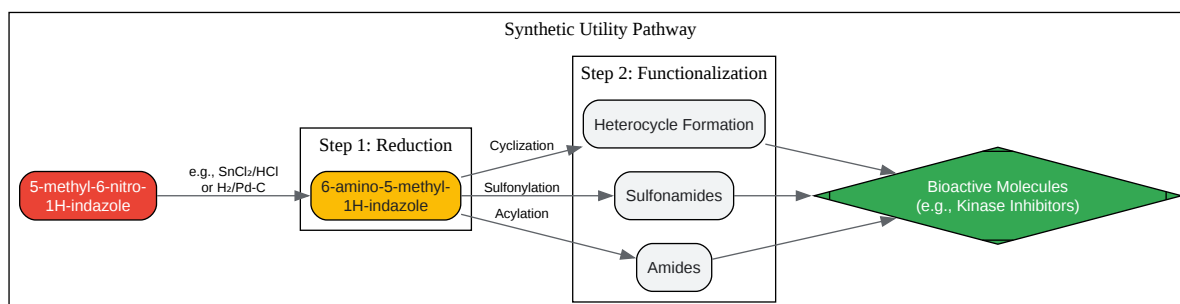 Synthetic Utility Pathway
Step 2: Functionalization
Heterocycle Formation
Cyclization
Step 1: Reduction
e.g., SnCl₂/HCl
or H₂/Pd-C
5-methyl-6-nitro-
1H-indazole
6-amino-5-methyl-
1H-indazole
Sulfonylation
Sulfonamides
Bioactive Molecules
(e.g., Kinase Inhibitors)
Acylation
Amides